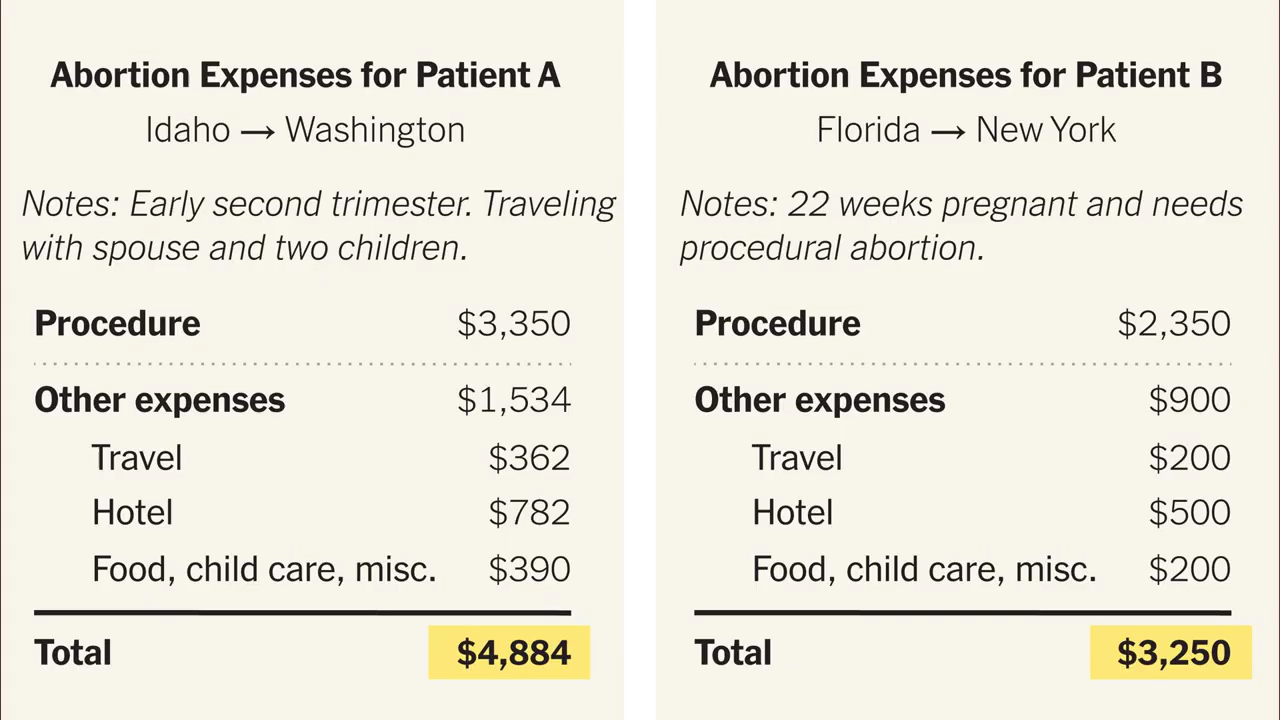 Abortion Expenses for Patient A
Idaho → Washington
Notes: Early second trimester. Traveling
with spouse and two children.
Procedure $3,350
Other expenses $1,534
Travel $362
Hotel $782
Food, child care, misc. $390
Total $4,884
Abortion Expenses for Patient B
Florida → New York
Notes: 22 weeks pregnant and needs
procedural abortion.
Procedure $2,350
Other expenses $900
Travel $200
Hotel $500
Food, child care, misc. $200
Total $3,250